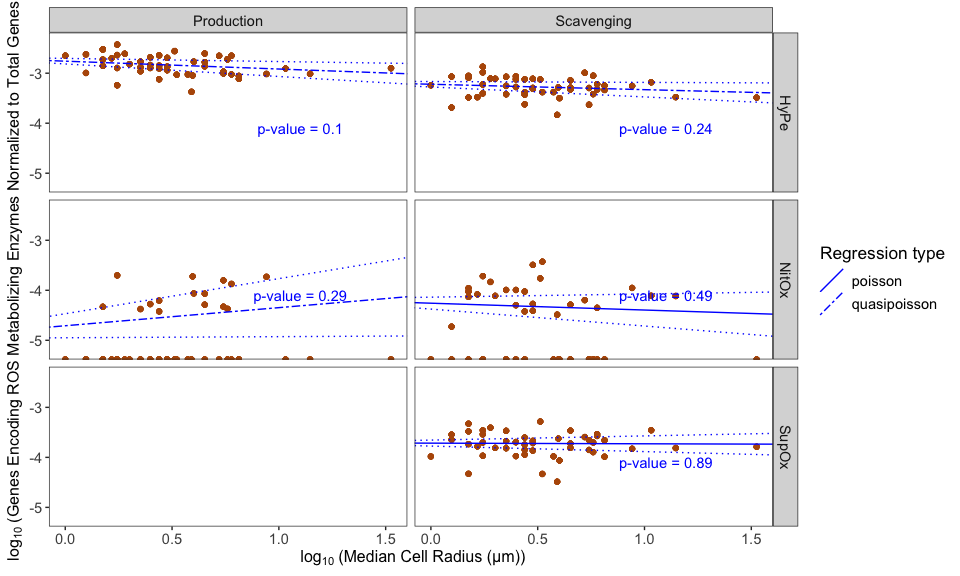 Production
Scavenging
log10 (Genes Encoding ROS Metabolizing Enzymes Normalized to Total Genes
-3
-4
-5
p-value = 0.1
p-value = 0.24
HyPe
-3
-4
-5
p-value = 0.29
p-value = 0.49
NitOx
-3
-4
-5
p-value = 0.89
SupOx
0.0
0.5
1.0
1.5
0.0
0.5
1.0
1.5
log10 (Median Cell Radius (µm))
Regression type
poisson
quasipoisson